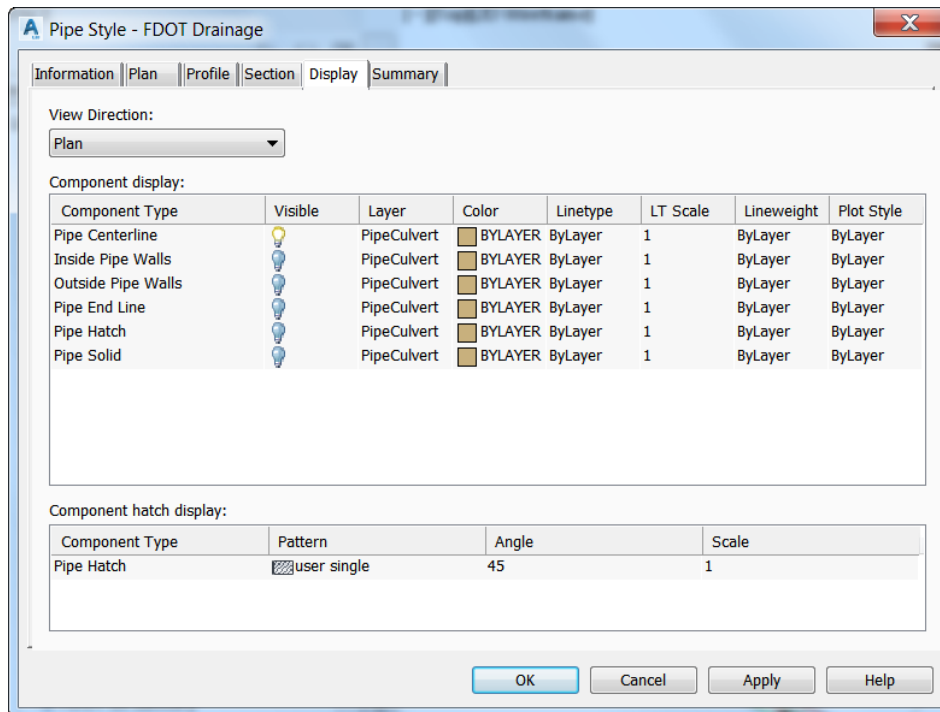 Pipe Style - FDOT Drainage
Information Plan Profile Section Display Summary
View Direction:
Plan
Component display:
Component Type Visible Layer Color Linetype LT Scale Lineweight Plot Style
Pipe Centerline PipeCulvert BYLAYER ByLayer 1 ByLayer ByLayer
Inside Pipe Walls PipeCulvert BYLAYER ByLayer 1 ByLayer ByLayer
Outside Pipe Walls PipeCulvert BYLAYER ByLayer 1 ByLayer ByLayer
Pipe End Line PipeCulvert BYLAYER ByLayer 1 ByLayer ByLayer
Pipe Hatch PipeCulvert BYLAYER ByLayer 1 ByLayer ByLayer
Pipe Solid PipeCulvert BYLAYER ByLayer 1 ByLayer ByLayer
Component hatch display:
Component Type Pattern Angle Scale
Pipe Hatch user single 45 1
OK Cancel Apply Help